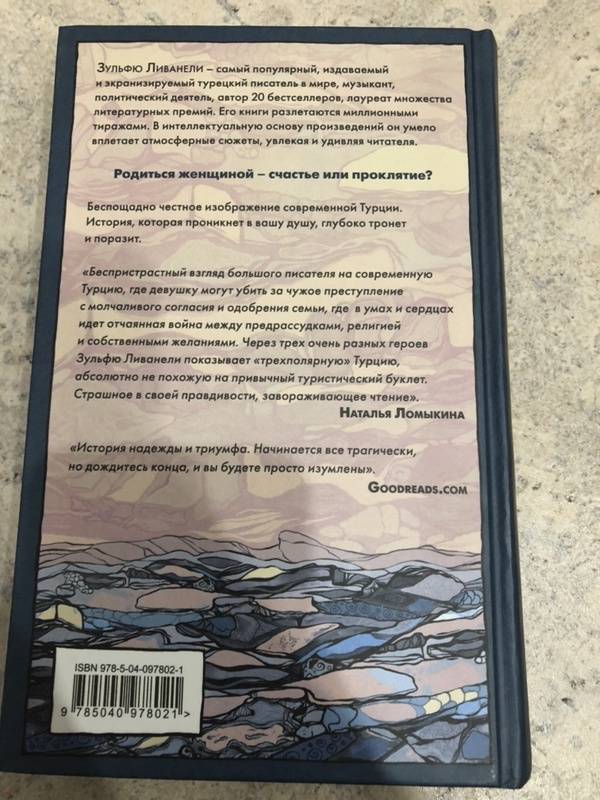 Зульфю Ливанели – самый популярный, издаваемый
и экранизируемый турецкий писатель в мире, музыкант,
политический деятель, автор 20 бестселлеров, лауреат множества
литературных премий. Его книги разлетаются миллионными
тиражами. В интеллектуальную основу произведений он умело
вплетает атмосферные сюжеты, увлекая и удивляя читателя.
Родиться женщиной – счастье или проклятие?
Беспощадно честное изображение современной Турции.
История, которая проникнет в вашу душу, глубоко тронет
и поразит.
«Беспристрастный взгляд большого писателя на современную
Турцию, где девушку могут убить за чужое преступление
с молчаливого согласия и одобрения семьи, где в умах и сердцах
идет отчаянная война между предрассудками, религией
и собственными желаниями. Через трех очень разных героев
Зульфю Ливанели показывает «трехполярную» Турцию,
абсолютно не похожую на привычный туристический буклет.
Страшное в своей правдивости, завораживающее чтение».
Наталья Ломыкина
«История надежды и триумфа. Начинается все трагически,
но дождитесь конца, и вы будете просто изумлены».
Goodreads.com
ISBN 978-5-04-097802-1
9 785040 978021 >